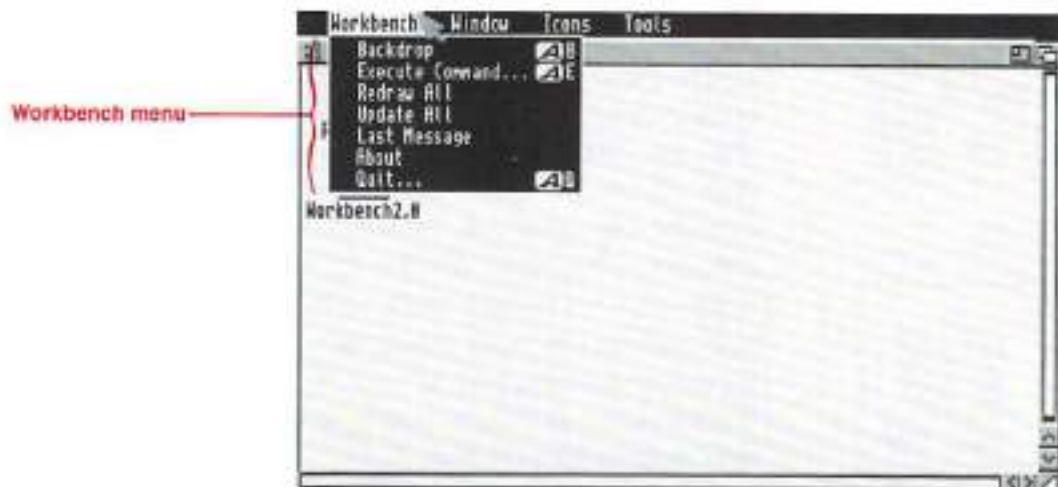 Workbench Window Icons Tools
Backdrop A B
Execute Command... A E
Redraw All
Update All
Last Message
About
Quit... A Q
Workbench menu
Workbench2.0